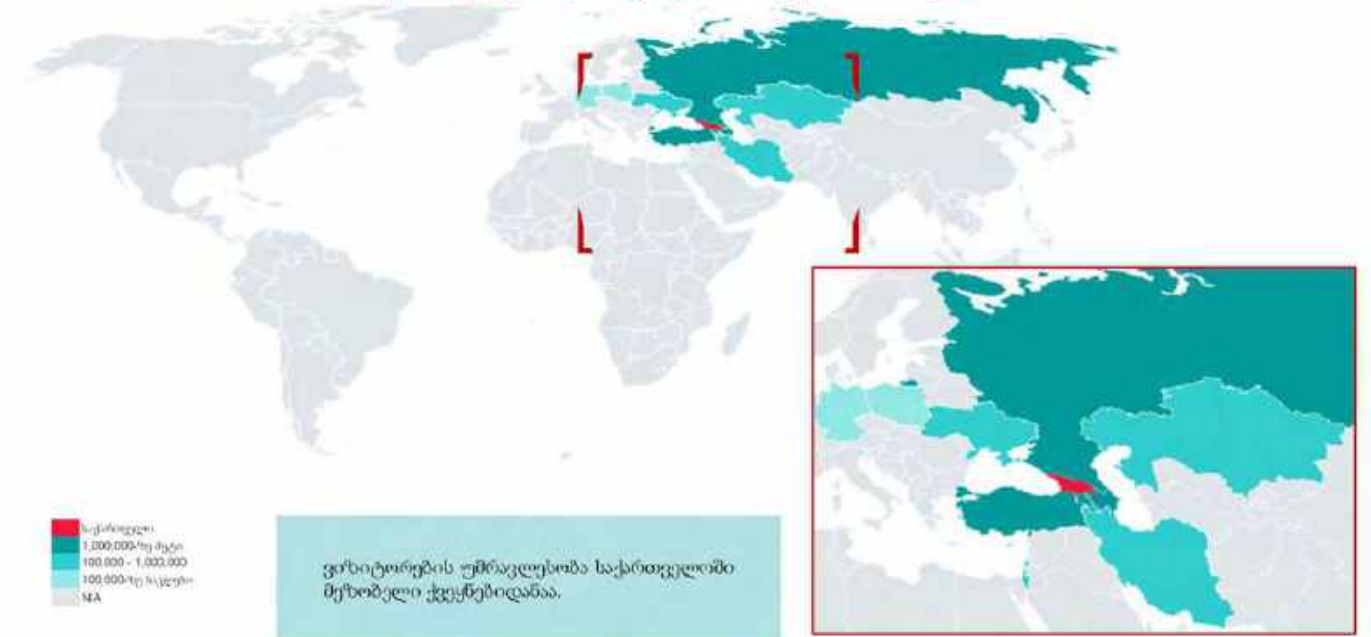 საქართველო
1,000,000-ზე მეტი
100,000 - 1,000,000
100,000-ზე ნაკლები
N/A
ვიზიტორების უმრავლესობა საქართველოში
მეზობელი ქვეყნებიდანაა.